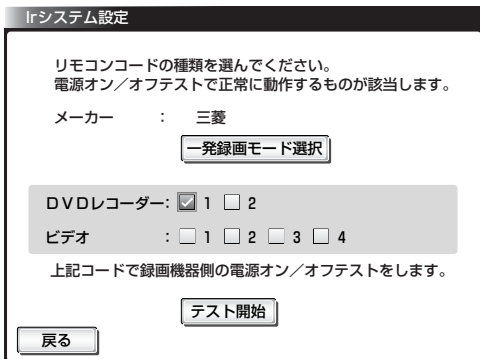 Irシステム設定
リモコンコードの種類を選んでください。
電源オン／オフテストで正常に動作するものが該当します。
メーカー ： 三菱
一発録画モード選択
ＤＶＤレコーダー： 1 2
ビデオ ： 1 2 3 4
上記コードで録画機器側の電源オン／オフテストをします。
テスト開始
戻る